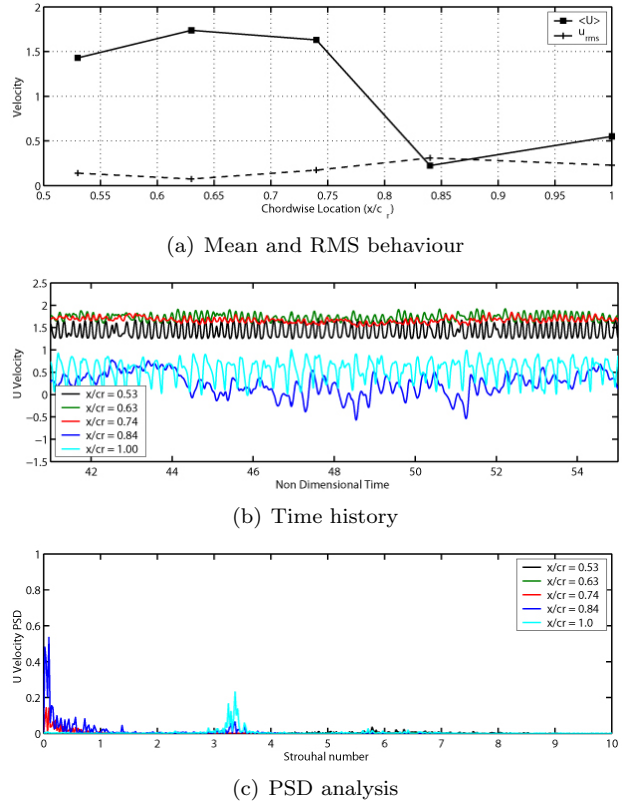 2
1.5
1
0.5
0
Velocity
<U>
u rms
0.5 0.55 0.6 0.65 0.7 0.75 0.8 0.85 0.9 0.95 1
Chordwise Location (x/c r)
(a) Mean and RMS behaviour
2.5
2
1.5
1
0.5
0
−0.5
−1
−1.5
U Velocity
x/cr = 0.53
x/cr = 0.63
x/cr = 0.74
x/cr = 0.84
x/cr = 1.00
42 44 46 48 50 52 54
Non Dimensional Time
(b) Time history
1
0.8
0.6
0.4
0.2
0
U Velocity PSD
x/cr = 0.53
x/cr = 0.63
x/cr = 0.74
x/cr = 0.84
x/cr = 1.0
0 1 2 3 4 5 6 7 8 9 10
Strouhal number
(c) PSD analysis